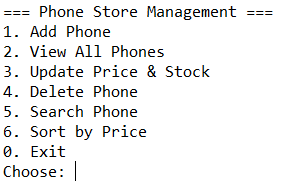 === Phone Store Management ===
1. Add Phone
2. View All Phones
3. Update Price & Stock
4. Delete Phone
5. Search Phone
6. Sort by Price
0. Exit
Choose: